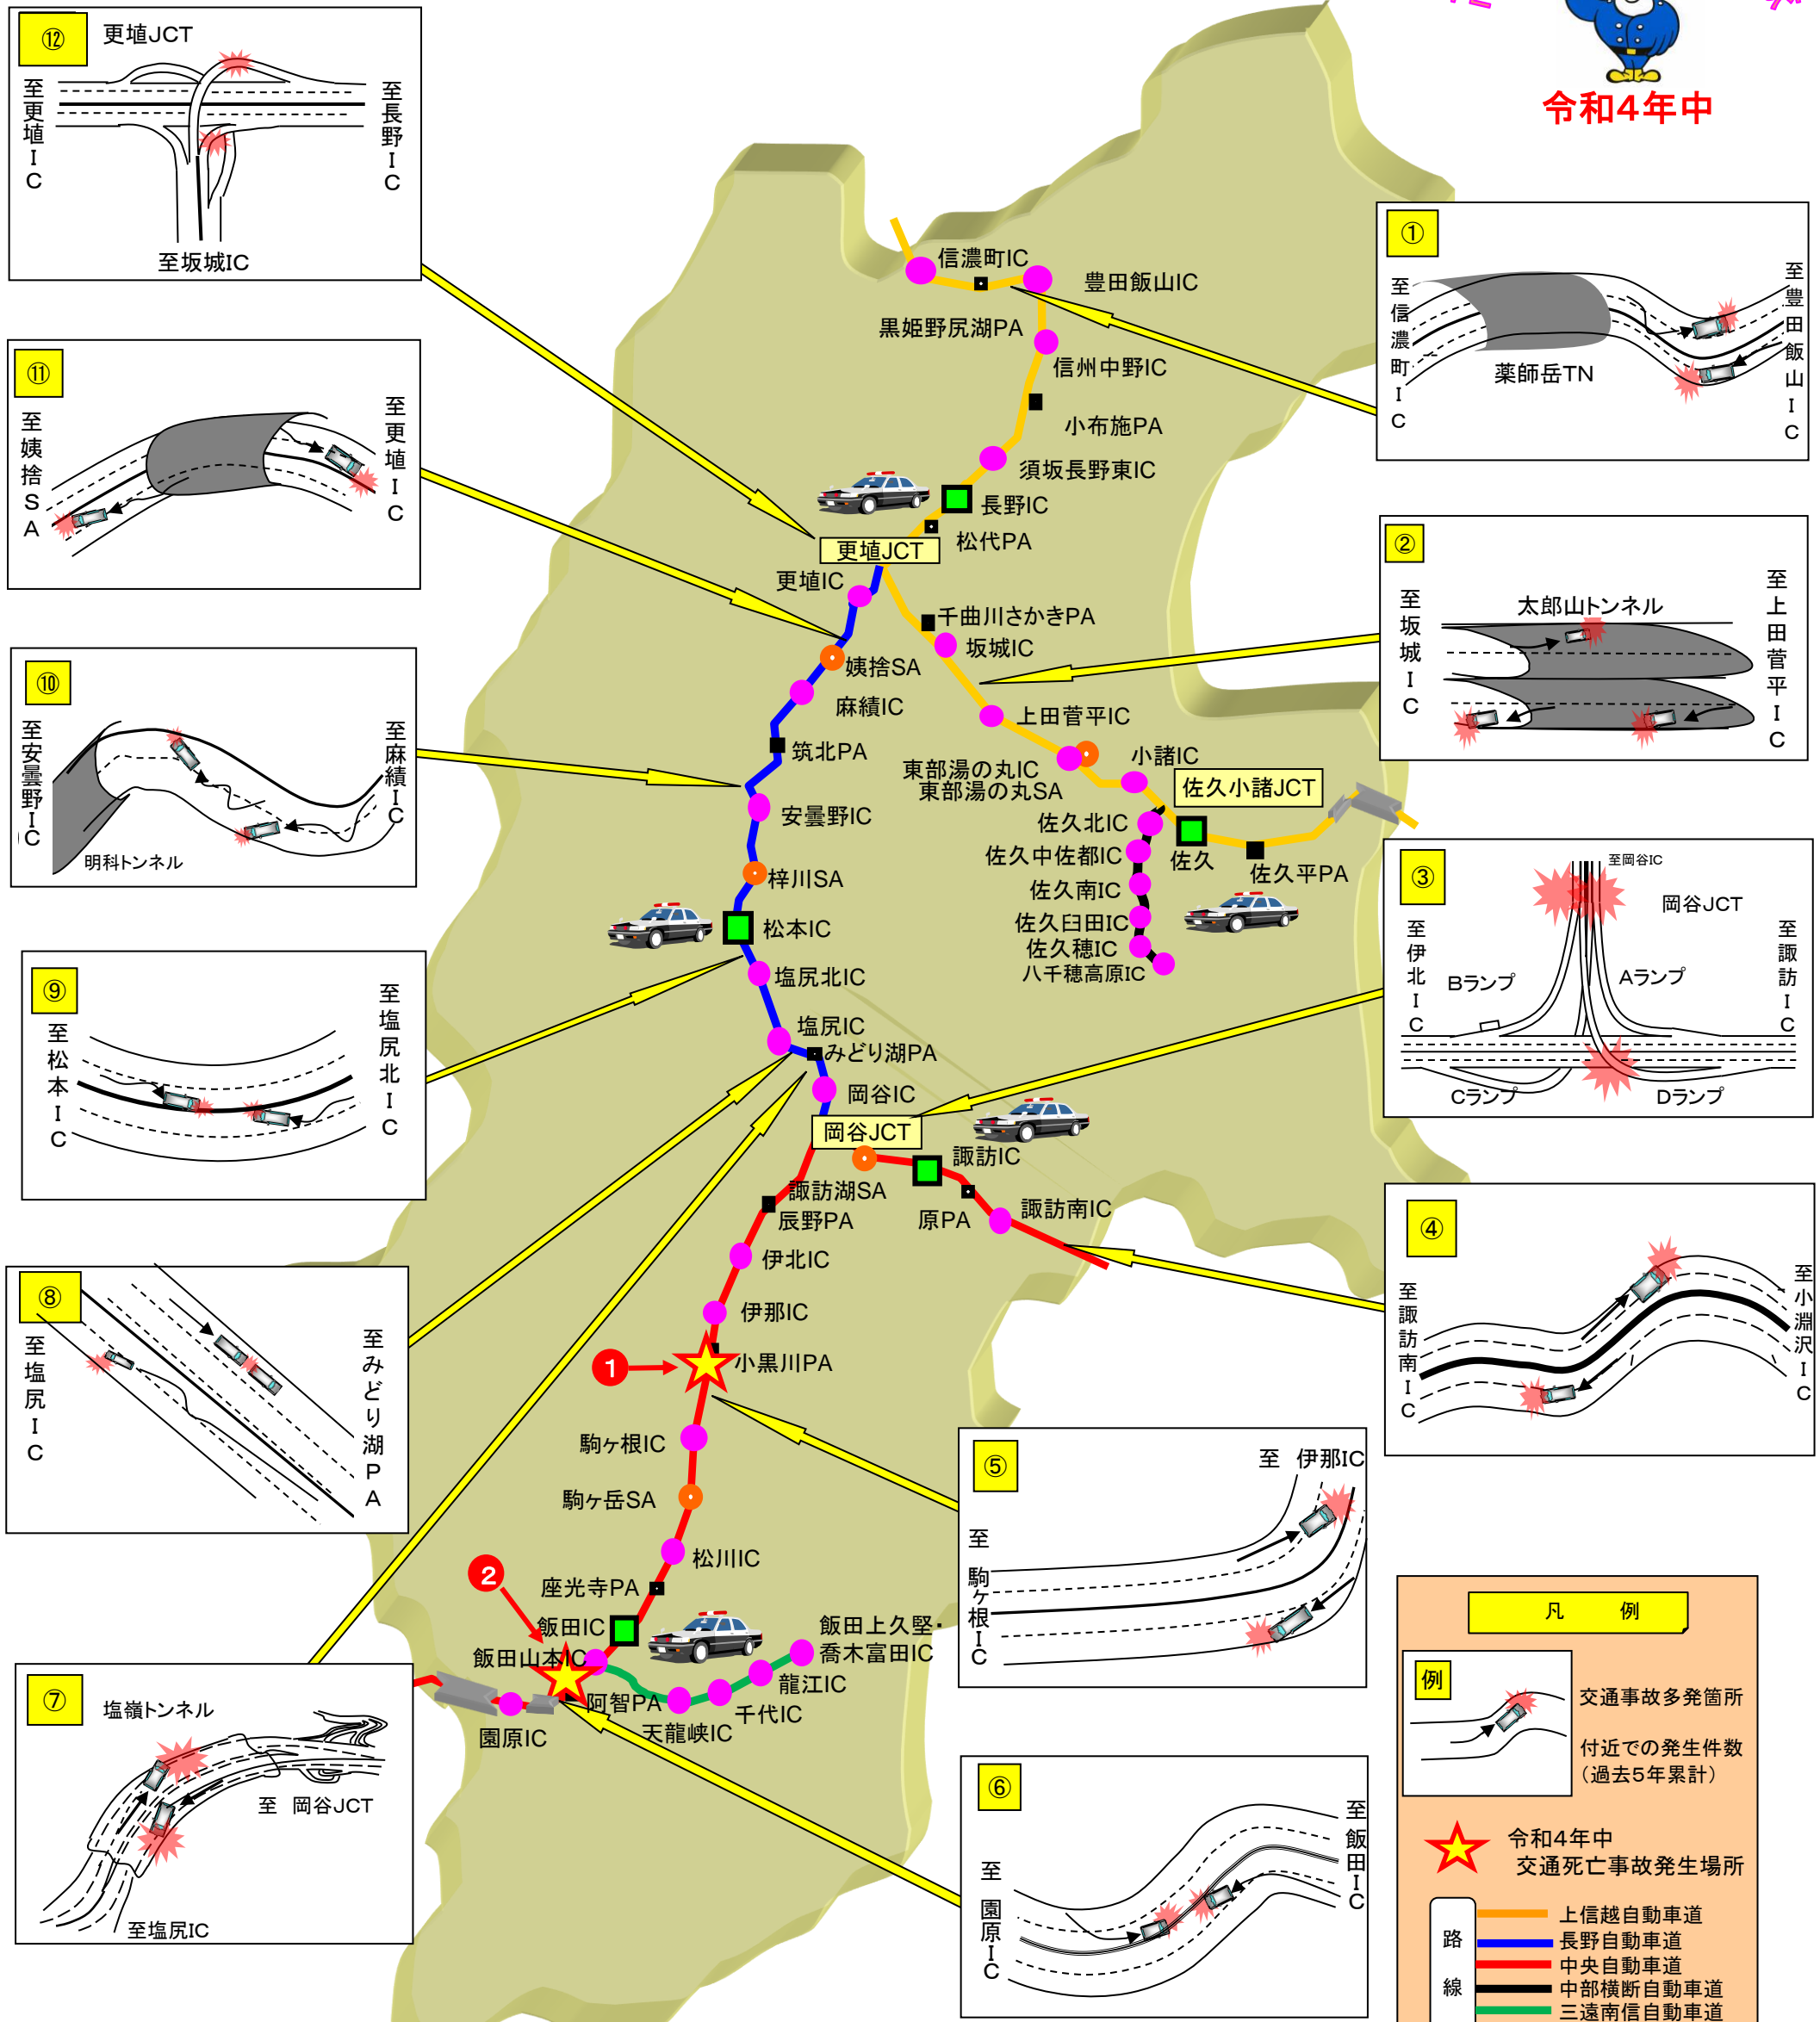 令和4年中
⑫
更埴JCT
至更埴IC
至長野IC
至坂城IC
⑪
至姨捨SA
至更埴IC
⑩
至安曇野IC
至麻績IC
明科トンネル
⑨
至松本IC
至塩尻北IC
⑧
至塩尻IC
至みどり湖PA
⑦
塩嶺トンネル
至 岡谷JCT
至塩尻IC
①
至信濃町IC
至豊田飯山IC
薬師岳TN
②
太郎山トンネル
至坂城IC
至上田菅平IC
③
至岡谷IC
岡谷JCT
至伊北IC
至諏訪IC
Bランプ
Aランプ
Cランプ
Dランプ
④
至諏訪南IC
至小淵沢IC
⑤
至 伊那IC
至駒ヶ根IC
⑥
至園原IC
至飯田IC
信濃町IC
豊田飯山IC
黒姫野尻湖PA
信州中野IC
小布施PA
須坂長野東IC
長野IC
松代PA
更埴JCT
更埴IC
千曲川さかきPA
坂城IC
姨捨SA
麻績IC
上田菅平IC
筑北PA
東部湯の丸IC
東部湯の丸SA
小諸IC
佐久小諸JCT
安曇野IC
佐久北IC
佐久
佐久平PA
佐久中佐都IC
梓川SA
佐久南IC
佐久臼田IC
松本IC
佐久穂IC
八千穂高原IC
塩尻北IC
塩尻IC
みどり湖PA
岡谷IC
岡谷JCT
諏訪IC
諏訪湖SA
辰野PA
原PA
諏訪南IC
伊北IC
伊那IC
1
小黒川PA
駒ヶ根IC
駒ヶ岳SA
松川IC
2
座光寺PA
飯田IC
飯田山本IC
飯田上久堅・
喬木富田IC
龍江IC
千代IC
天龍峡IC
阿智PA
園原IC
凡 例
例
交通事故多発箇所
付近での発生件数
（過去5年累計）
令和4年中
交通死亡事故発生場所
路線
上信越自動車道
長野自動車道
中央自動車道
中部横断自動車道
三遠南信自動車道